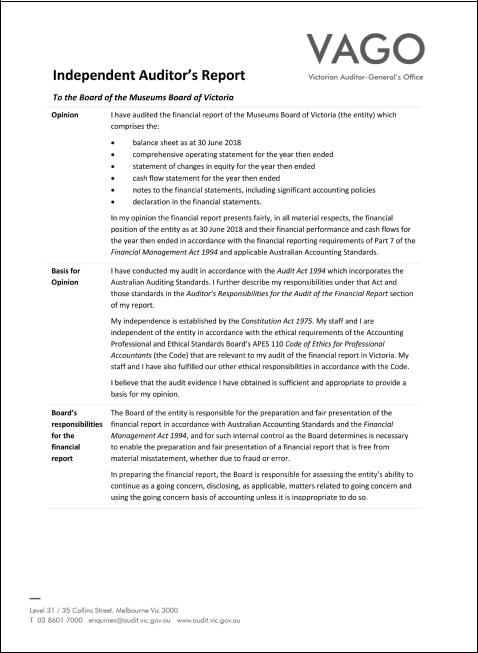 VAGO
Victorian Auditor-General's Office
Independent Auditor's Report
To the Board of the Museums Board of Victoria
Opinion
I have audited the financial report of the Museums Board of Victoria (the entity) which
comprises the:
• balance sheet as at 30 June 2018
• comprehensive operating statement for the year then ended
• statement of changes in equity for the year then ended
• cash flow statement for the year then ended
• notes to the financial statements, including significant accounting policies
• declaration in the financial statements.
In my opinion the financial report presents fairly, in all material respects, the financial
position of the entity as at 30 June 2018 and their financial performance and cash flows for
the year then ended in accordance with the financial reporting requirements of Part 7 of the
Financial Management Act 1994 and applicable Australian Accounting Standards.
Basis for
Opinion
I have conducted my audit in accordance with the Audit Act 1994 which incorporates the
Australian Auditing Standards. I further describe my responsibilities under that Act and
those standards in the Auditor's Responsibilities for the Audit of the Financial Report section
of my report.
My independence is established by the Constitution Act 1975. My staff and I are
independent of the entity in accordance with the ethical requirements of the Accounting
Professional and Ethical Standards Board's APES 110 Code of Ethics for Professional
Accountants (the Code) that are relevant to my audit of the financial report in Victoria. My
staff and I have also fulfilled our other ethical responsibilities in accordance with the Code.
I believe that the audit evidence I have obtained is sufficient and appropriate to provide a
basis for my opinion.
Board's
responsibilities
for the
financial
report
The Board of the entity is responsible for the preparation and fair presentation of the
financial report in accordance with Australian Accounting Standards and the Financial
Management Act 1994, and for such internal control as the Board determines is necessary
to enable the preparation and fair presentation of a financial report that is free from
material misstatement, whether due to fraud or error.
In preparing the financial report, the Board is responsible for assessing the entity's ability to
continue as a going concern, disclosing, as applicable, matters related to going concern and
using the going concern basis of accounting unless it is inappropriate to do so.
Level 31 / 35 Collins Street, Melbourne Vic 3000
T 03 8601 7000 enquiries@audit.vic.gov.au www.audit.vic.gov.au